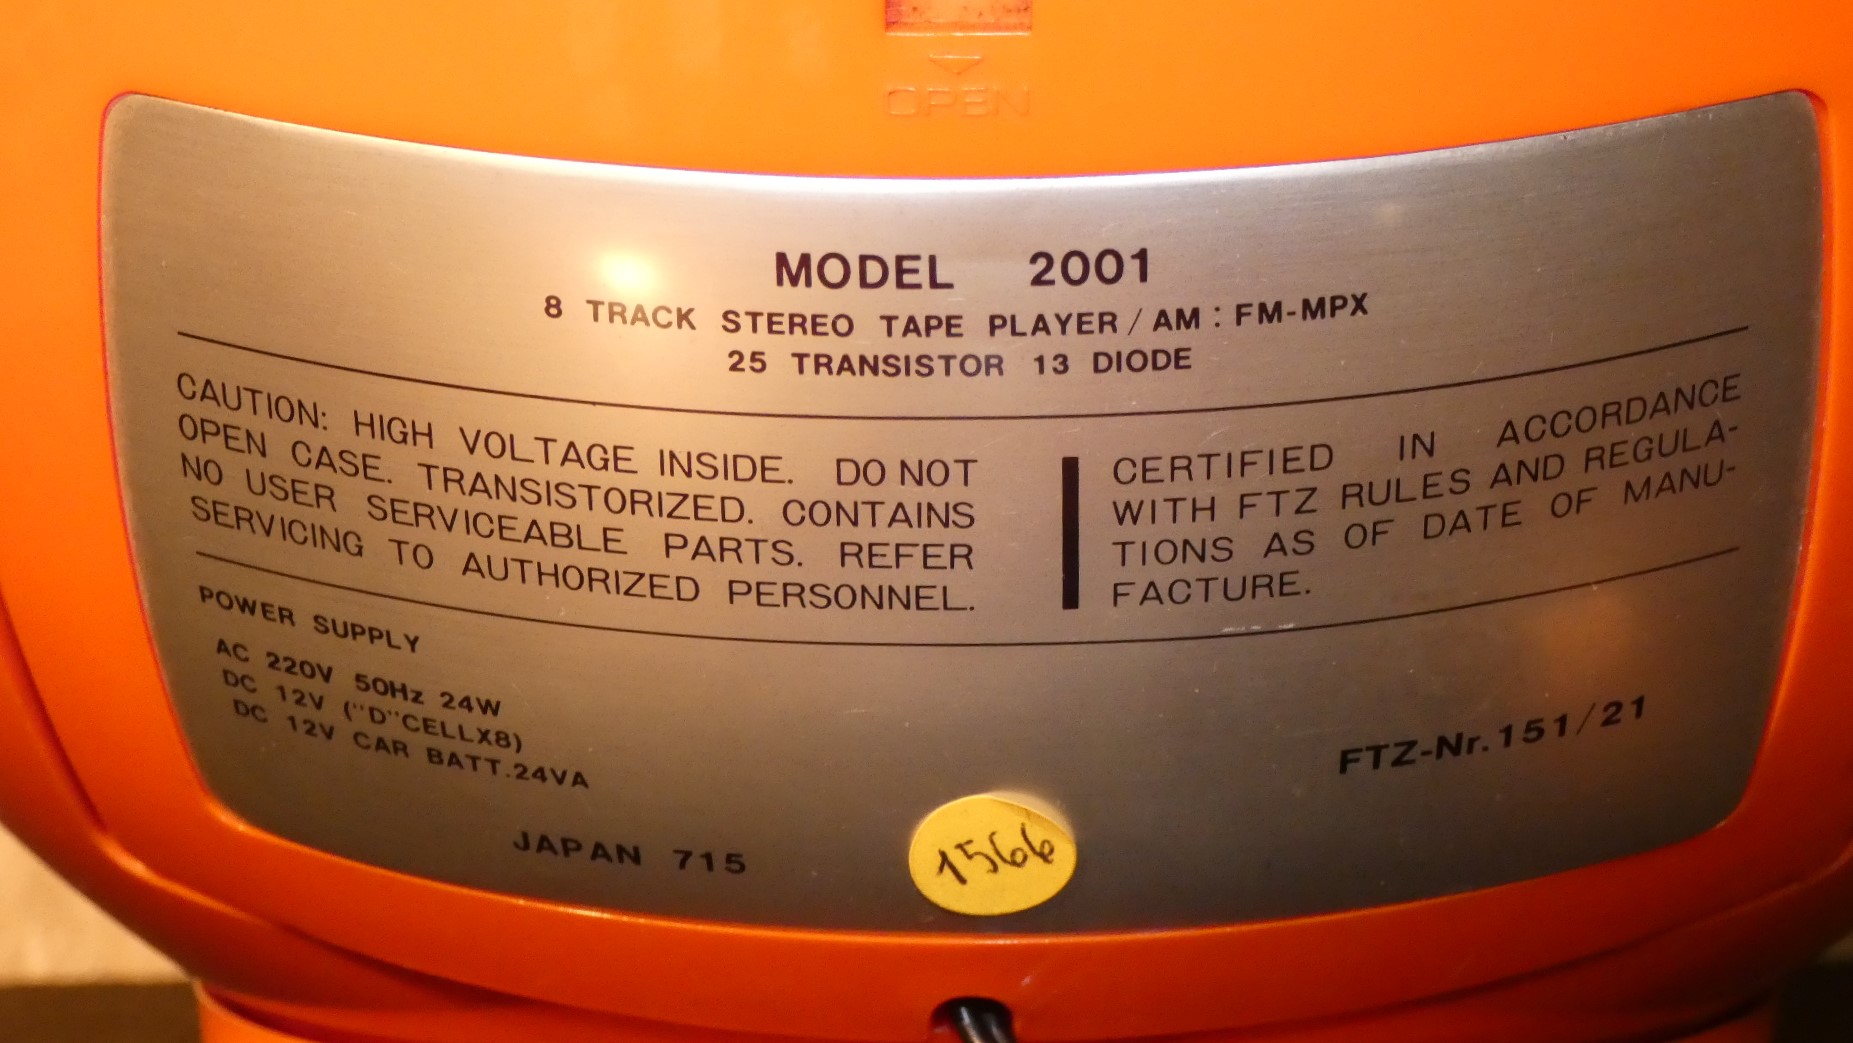 OPEN
MODEL 2001
8 TRACK STEREO TAPE PLAYER / AM : FM-MPX
25 TRANSISTOR 13 DIODE
CAUTION: HIGH VOLTAGE INSIDE. DO NOT
OPEN CASE. TRANSISTORIZED. CONTAINS
NO USER SERVICEABLE PARTS. REFER
SERVICING TO AUTHORIZED PERSONNEL.
CERTIFIED IN ACCORDANCE
WITH FTZ RULES AND REGULA-
TIONS AS OF DATE OF MANU-
FACTURE.
POWER SUPPLY
AC 220V 50Hz 24W
DC 12V ("D"CELLX8)
DC 12V CAR BATT.24VA
FTZ-Nr.151/21
JAPAN 715
1566